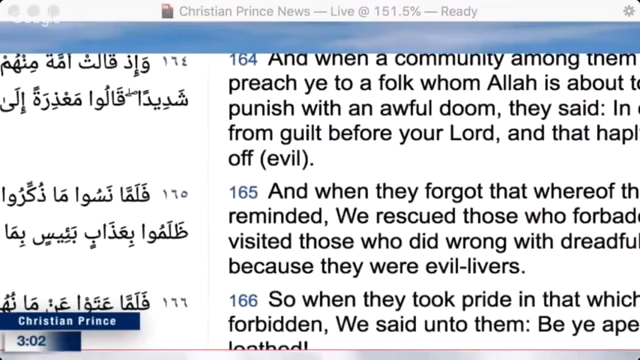 Christian Prince News — Live @ 151.5% — Ready
Google
١٦٤ وَإِذْ قَالَتْ أُمَّةٌ مِنْهُمْ
شَدِيدًا ۖ قَالُوا مَعْذِرَةً إِلَىٰ
164 And when a community among them
preach ye to a folk whom Allah is about to
punish with an awful doom, they said: In
from guilt before your Lord, and that hapl
off (evil).
١٦٥ فَلَمَّا نَسُوا مَا ذُكِّرُوا
ظَلَمُوا بِعَذَابٍ بَئِيسٍ بِمَا
165 And when they forgot that whereof th
reminded, We rescued those who forbade
visited those who did wrong with dreadful
because they were evil-livers.
١٦٦ فَلَمَّا عَتَوْا عَنْ مَا نُهُ
166 So when they took pride in that which
forbidden, We said unto them: Be ye ape
loathed!
Christian Prince
3:02